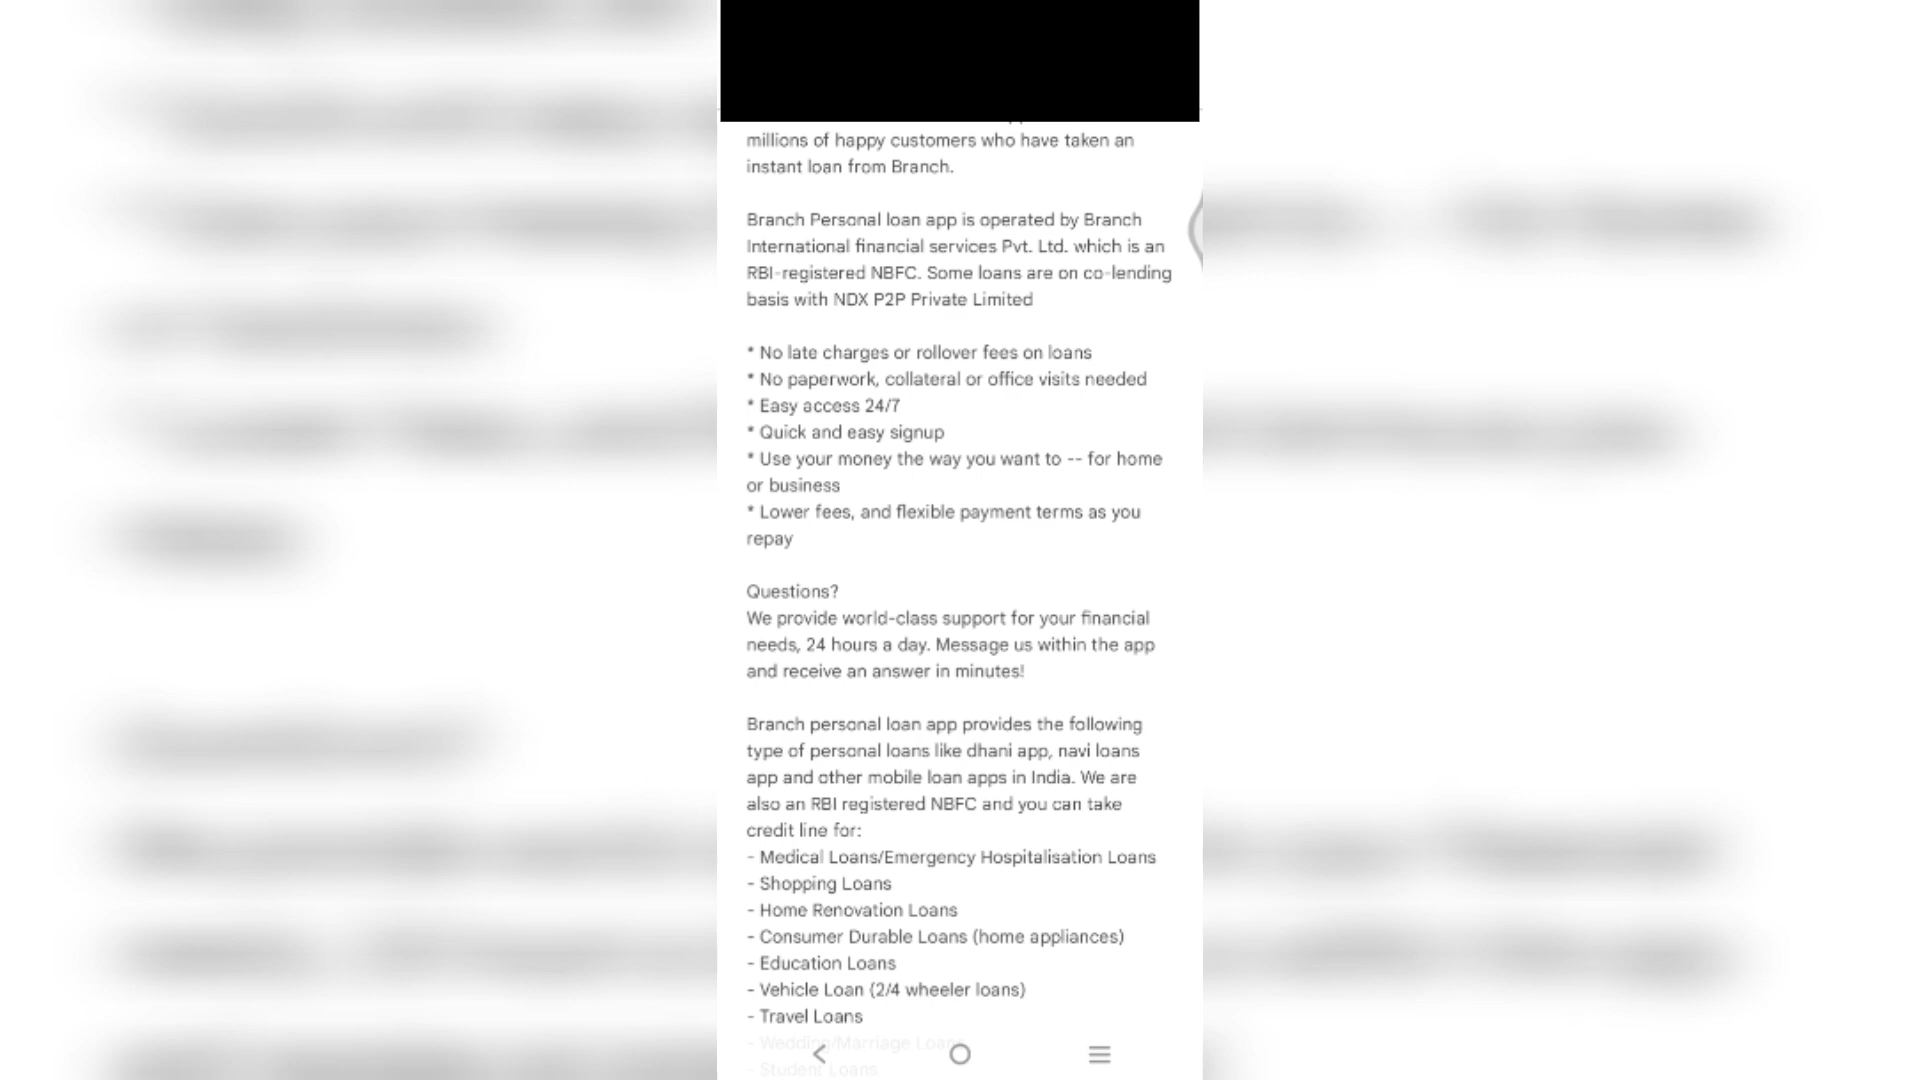 millions of happy customers who have taken an
instant loan from Branch.
Branch Personal loan app is operated by Branch
International financial services Pvt. Ltd. which is an
RBI-registered NBFC. Some loans are on co-lending
basis with NDX P2P Private Limited
* No late charges or rollover fees on loans
* No paperwork, collateral or office visits needed
* Easy access 24/7
* Quick and easy signup
* Use your money the way you want to -- for home
or business
* Lower fees, and flexible payment terms as you
repay
Questions?
We provide world-class support for your financial
needs, 24 hours a day. Message us within the app
and receive an answer in minutes!
Branch personal loan app provides the following
type of personal loans like dhani app, navi loans
app and other mobile loan apps in India. We are
also an RBI registered NBFC and you can take
credit line for:
- Medical Loans/Emergency Hospitalisation Loans
- Shopping Loans
- Home Renovation Loans
- Consumer Durable Loans (home appliances)
- Education Loans
- Vehicle Loan (2/4 wheeler loans)
- Travel Loans
- Wedding/Marriage Loans
- Student Loans